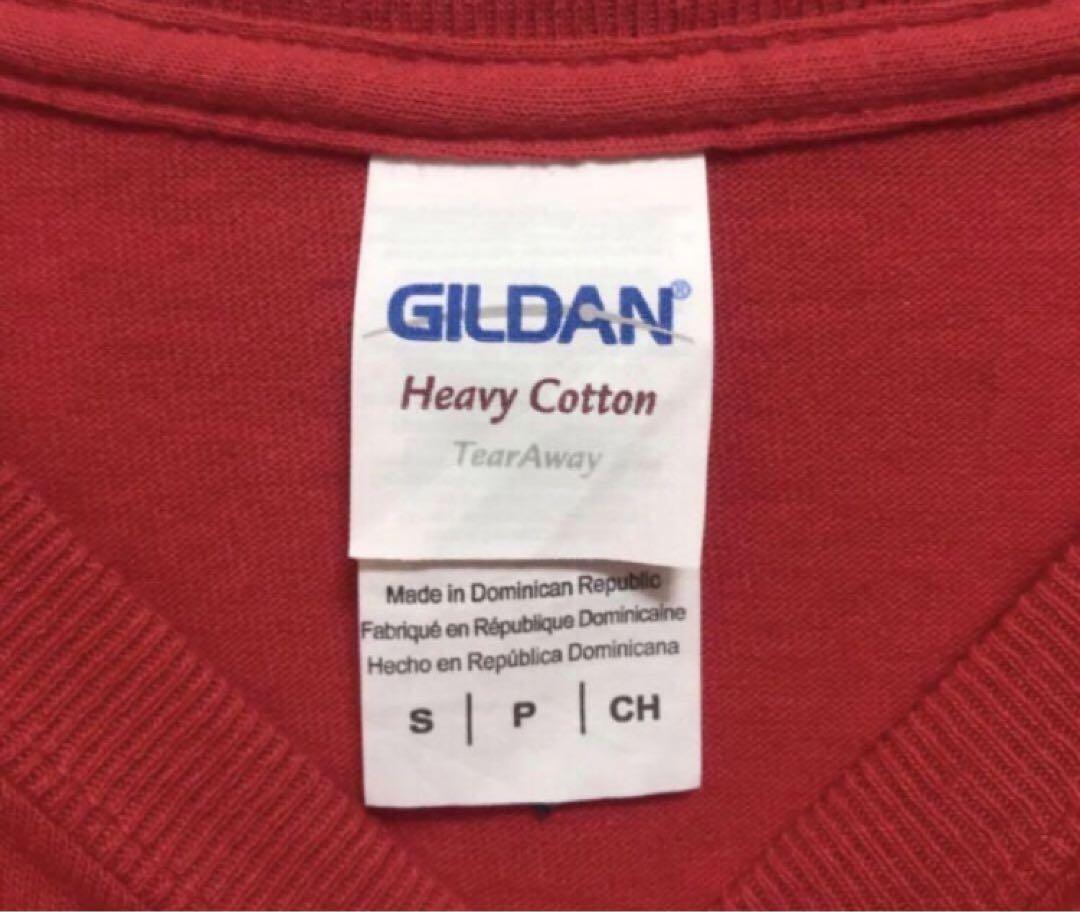 GILDAN®
Heavy Cotton
TearAway
Made in Dominican Republic
Fabriqué en République Dominicaine
Hecho en República Dominicana
S | P | CH